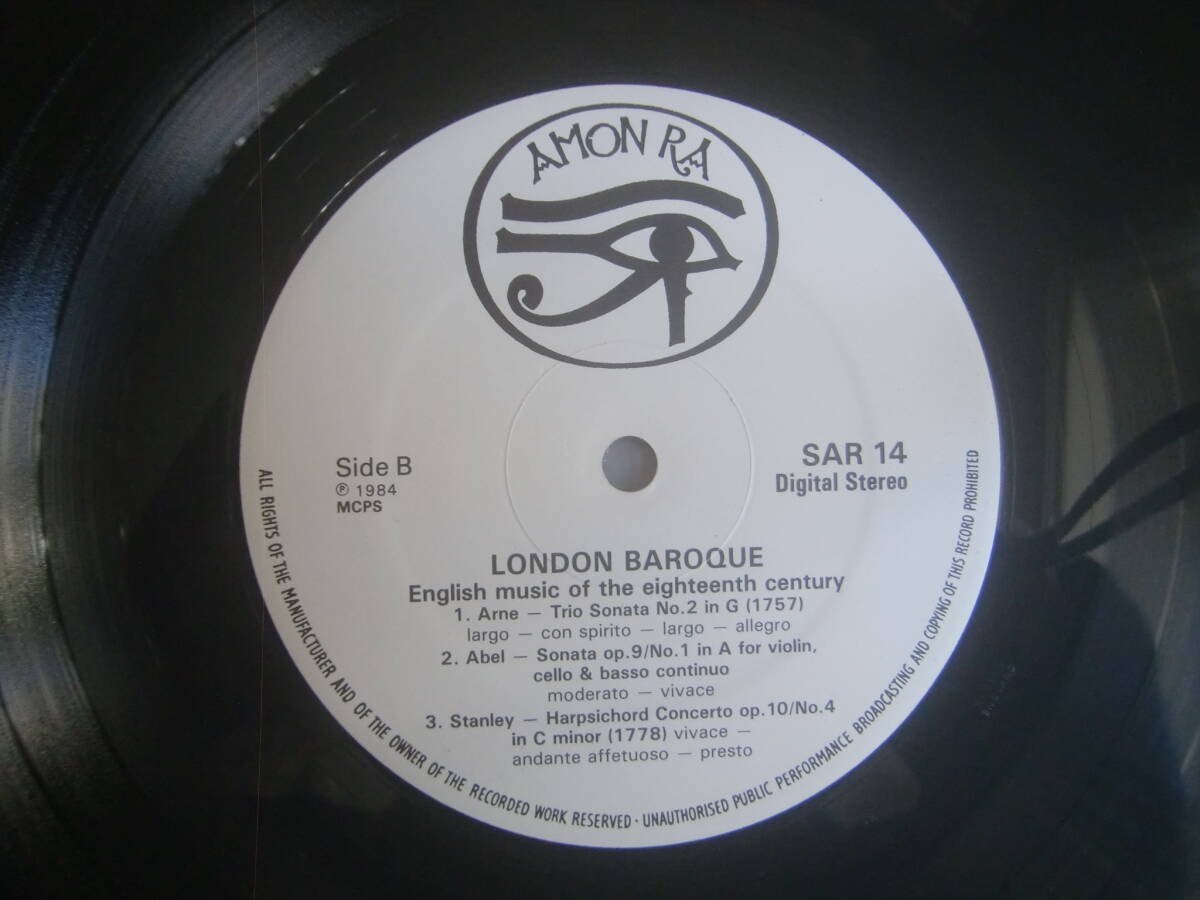 AMON RA
Side B
℗ 1984
MCPS
SAR 14
Digital Stereo
LONDON BAROQUE
English music of the eighteenth century
1. Arne — Trio Sonata No.2 in G (1757)
largo — con spirito — largo — allegro
2. Abel — Sonata op.9/No.1 in A for violin,
cello & basso continuo
moderato — vivace
3. Stanley — Harpsichord Concerto op.10/No.4
in C minor (1778) vivace —
andante affetuoso — presto
ALL RIGHTS OF THE MANUFACTURER AND OF THE OWNER OF THE RECORDED WORK RESERVED · UNAUTHORISED PUBLIC PERFORMANCE BROADCASTING AND COPYING OF THIS RECORD PROHIBITED